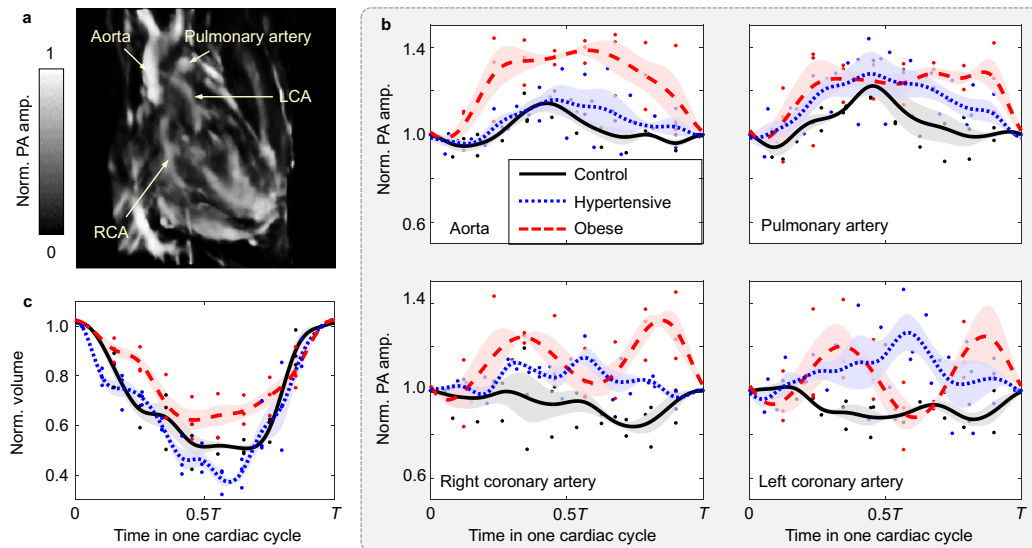 a
Aorta
Pulmonary artery
LCA
RCA
1
0
Norm. PA amp.
b
1.4
1.0
0.6
Norm. PA amp.
Aorta
Control
Hypertensive
Obese
Pulmonary artery
1.4
1.0
0.6
Norm. PA amp.
Right coronary artery
0
0.5T
T
Time in one cardiac cycle
Left coronary artery
0
0.5T
T
Time in one cardiac cycle
c
1.0
0.8
0.6
0.4
Norm. volume
0
0.5T
T
Time in one cardiac cycle